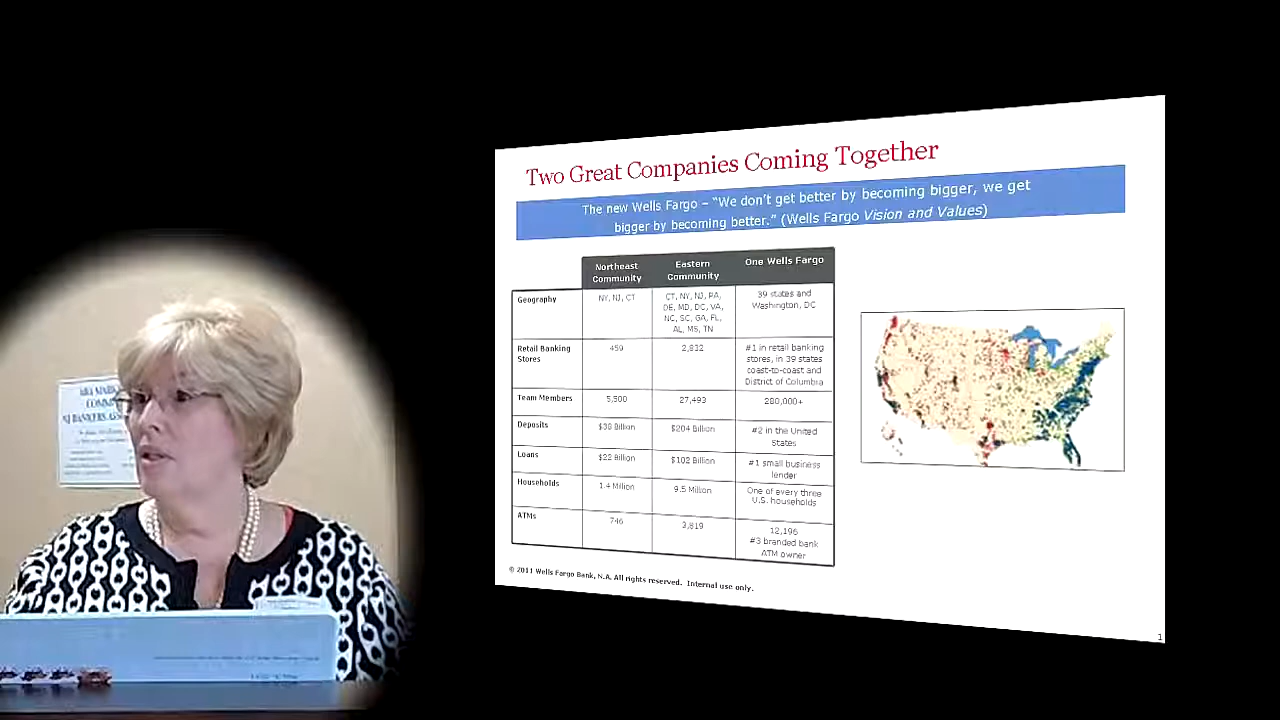 Two Great Companies Coming Together
The new Wells Fargo – “We don’t get better by becoming bigger, we get
bigger by becoming better.” (Wells Fargo Vision and Values)
Northeast Community Eastern Community One Wells Fargo
Geography
NY, NJ, CT
CT, NY, NJ, PA,
DE, MD, DC, VA,
NC, SC, GA, FL,
AL, MS, TN
39 states and
Washington, DC
Retail Banking
Stores
459
2,832
#1 in retail banking
stores, in 39 states
coast-to-coast and
District of Columbia
Team Members
5,500
27,493
280,000+
Deposits
$38 Billion
$204 Billion
#2 in the United
States
Loans
$22 Billion
$102 Billion
#1 small business
lender
Households
1.4 Million
9.5 Million
One of every three
U.S. households
ATMs
746
3,819
12,196
#3 branded bank
ATM owner
© 2011 Wells Fargo Bank, N.A. All rights reserved. Internal use only.
1
NJ BANKERS